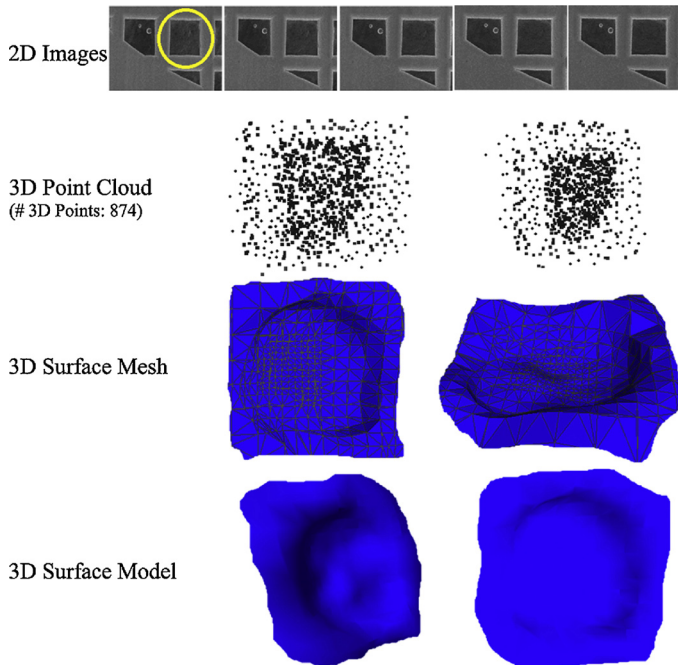 2D Images
3D Point Cloud
(# 3D Points: 874)
3D Surface Mesh
3D Surface Model